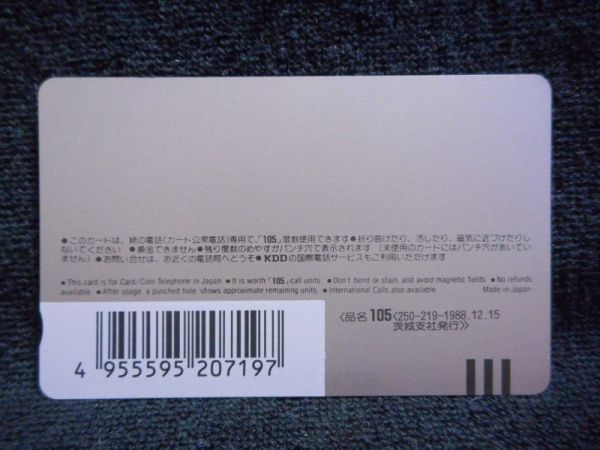 ●このカードは、緑の電話(カード公衆電話)専用で、「105」度数使用できます●折り曲げたり、汚したり、磁気に近づけたりし
ないでください ●換金できません●残り度数のめやすがパンチ穴で表示されます (未使用のカードにはパンチ穴があいてい
ません)●お問い合せは、お近くの電話局へどうぞ●KDDの国際電話サービスもご利用いただけます
■ This card is for Card/Coin Telephone in Japan. ■ It is worth「105」call units. ■ Don't bend or stain, and avoid magnetic fields. ■ No refunds
available. ■ After usage, a punched hole shows approximate remaining units. ■ International Calls also available. Made in Japan
〈品名 105〈250-219-1988.12.15
茨城支社発行〉〉
4 955595 207197